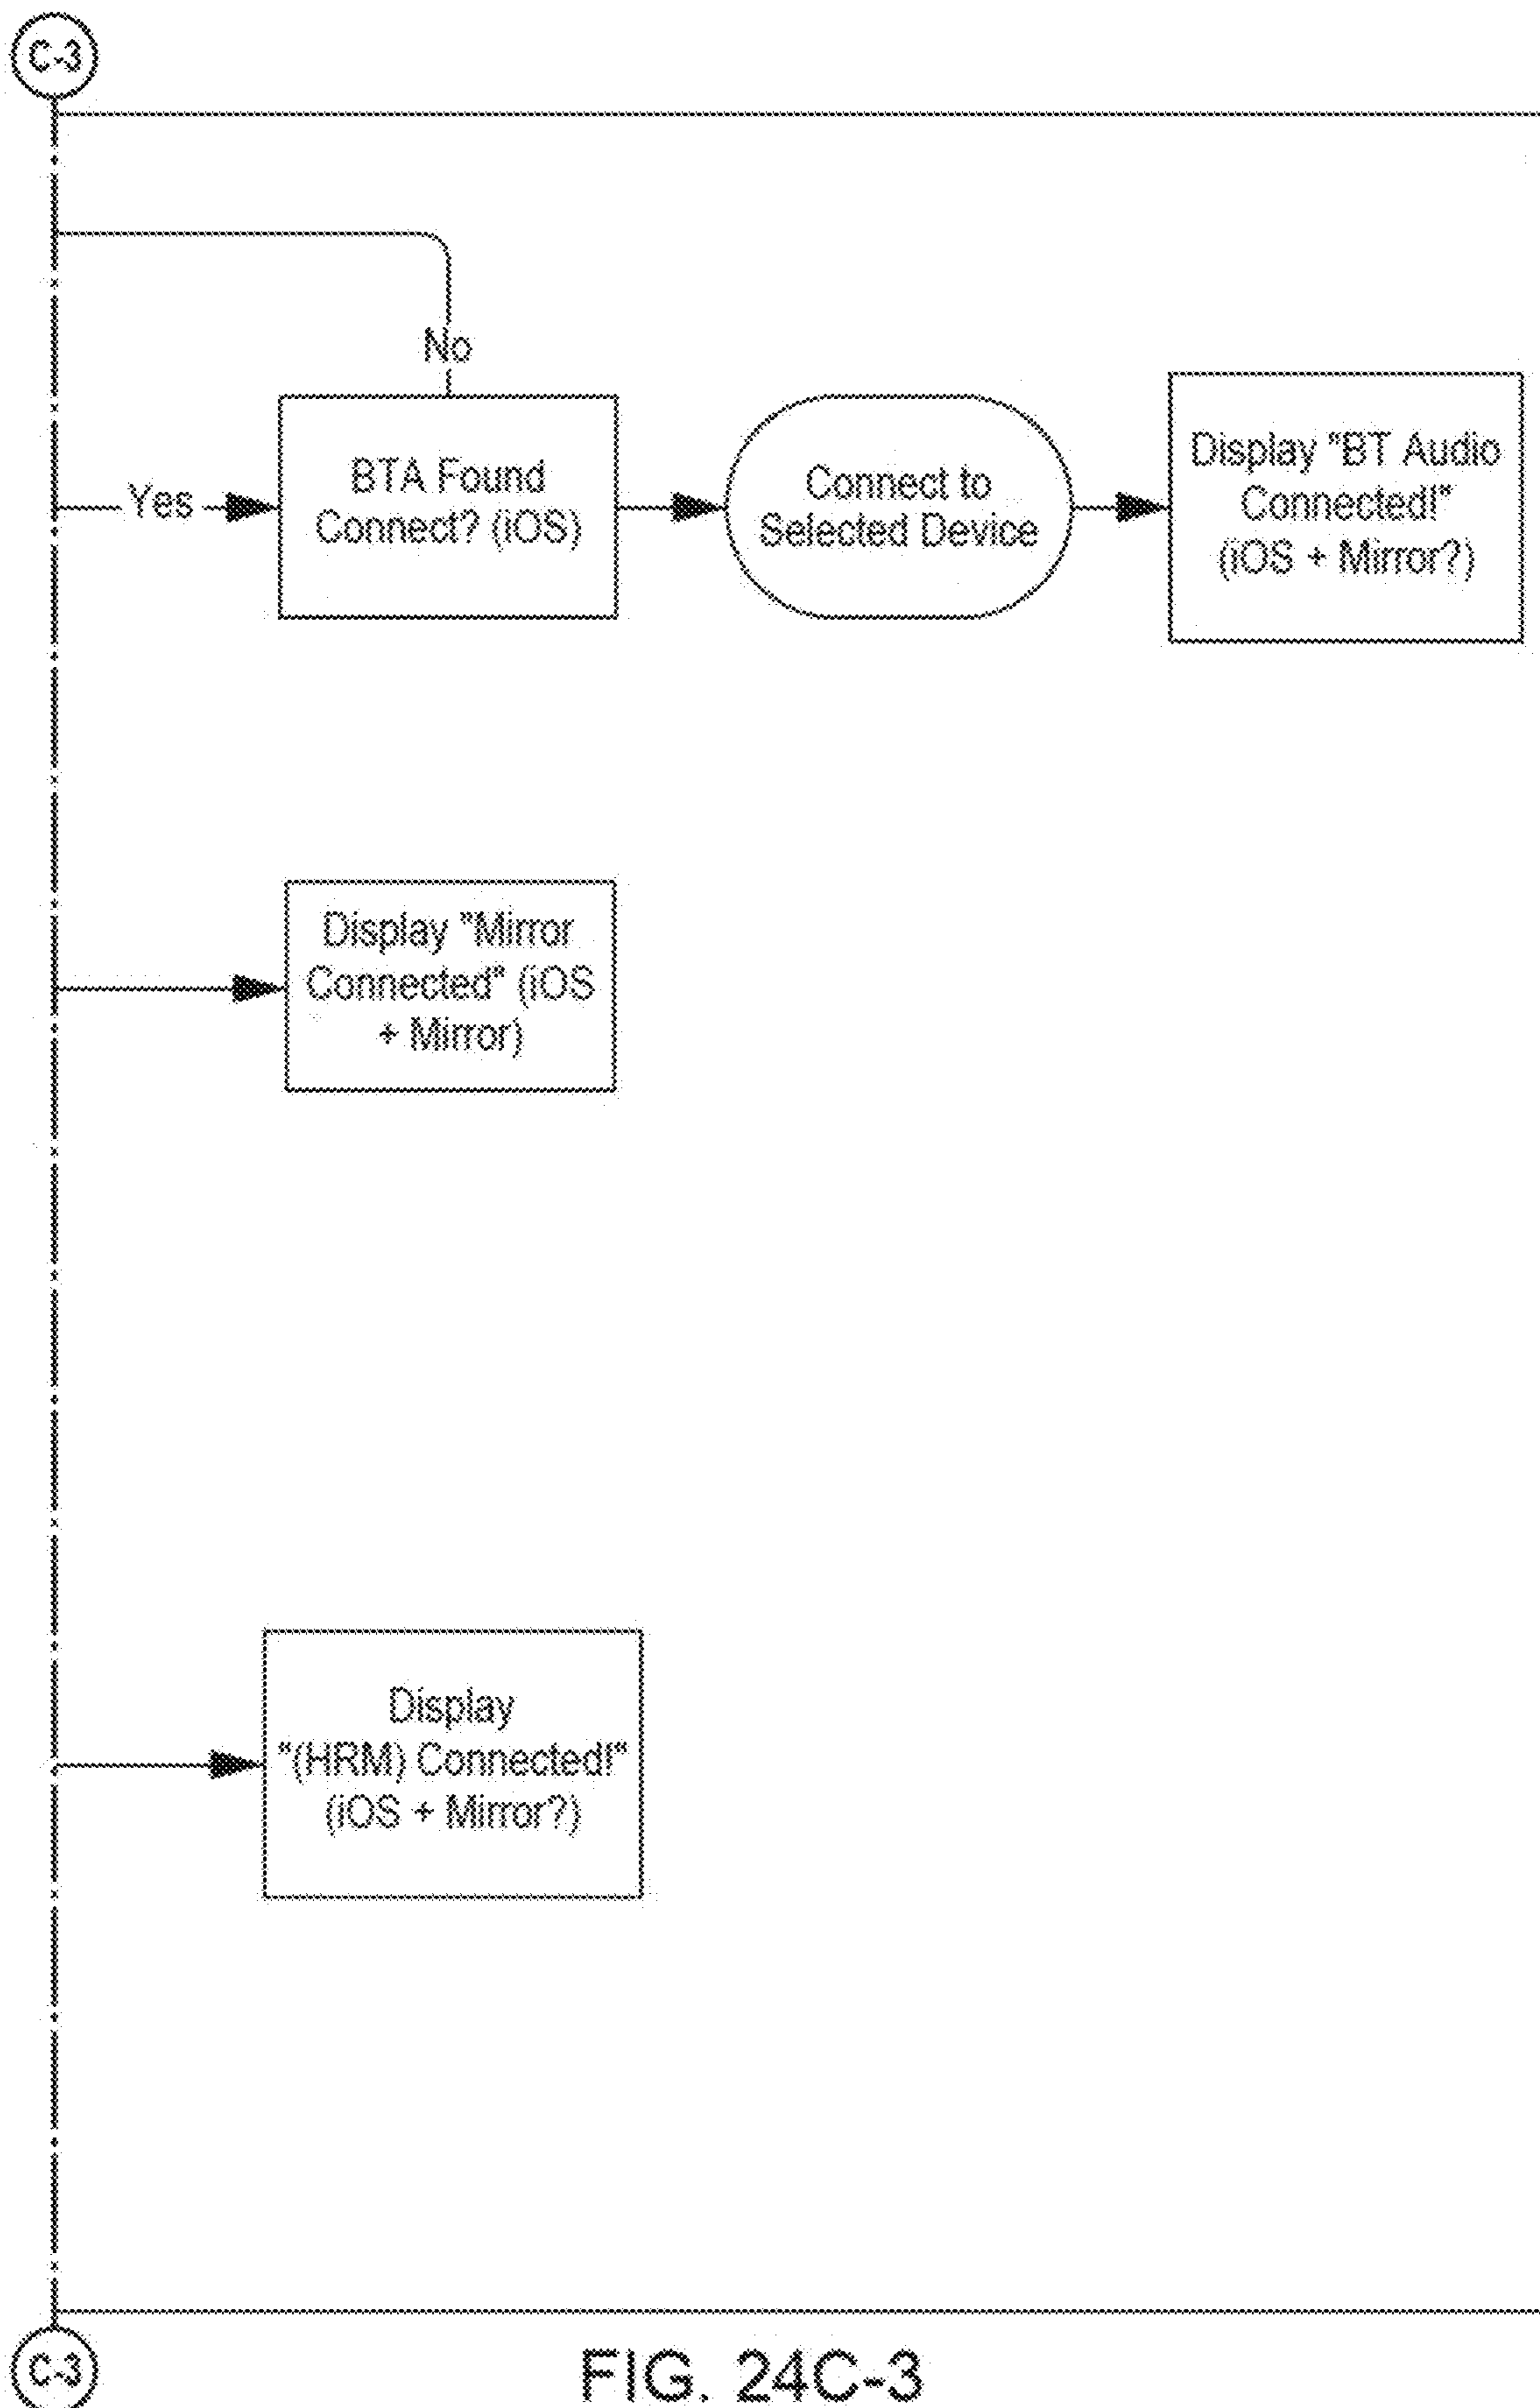 C-3
No
Yes
BTA Found
Connect? (iOS)
Connect to
Selected Device
Display "BT Audio
Connected!"
(iOS + Mirror?)
Display "Mirror
Connected" (iOS
+ Mirror)
Display
"(HRM) Connected!"
(iOS + Mirror?)
C-3
FIG. 24C-3